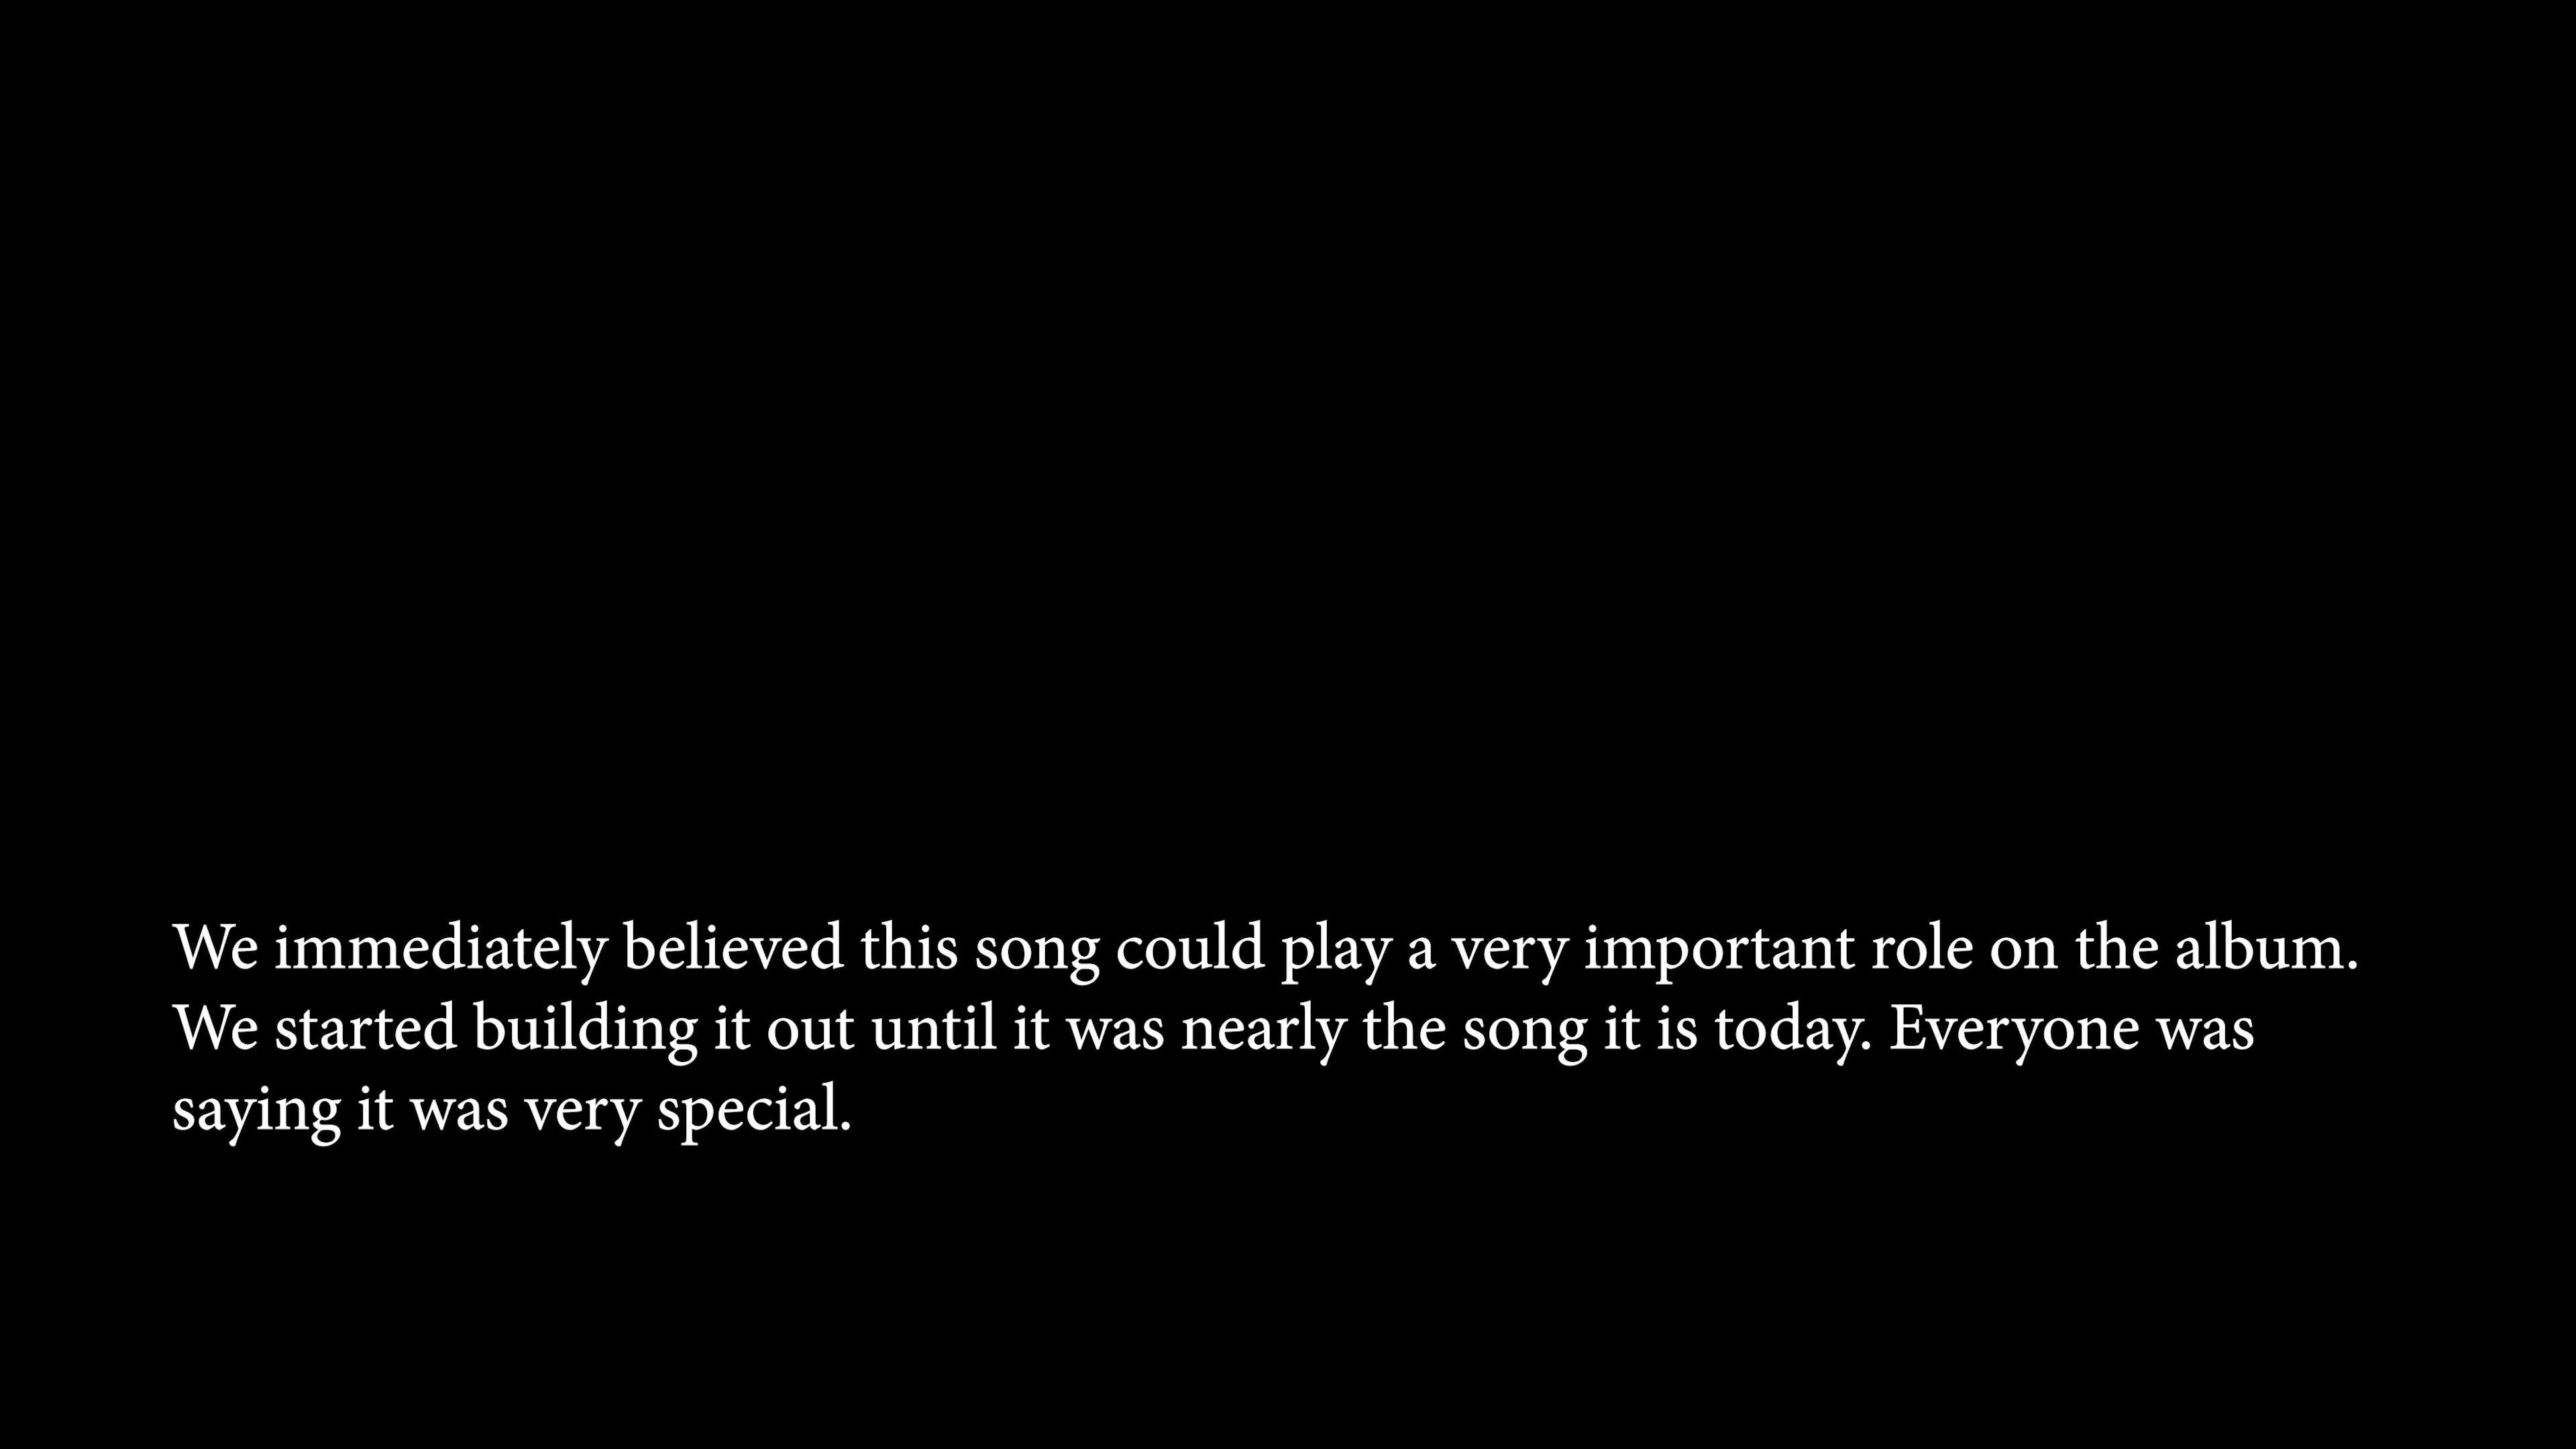 We immediately believed this song could play a very important role on the album.
We started building it out until it was nearly the song it is today. Everyone was
saying it was very special.